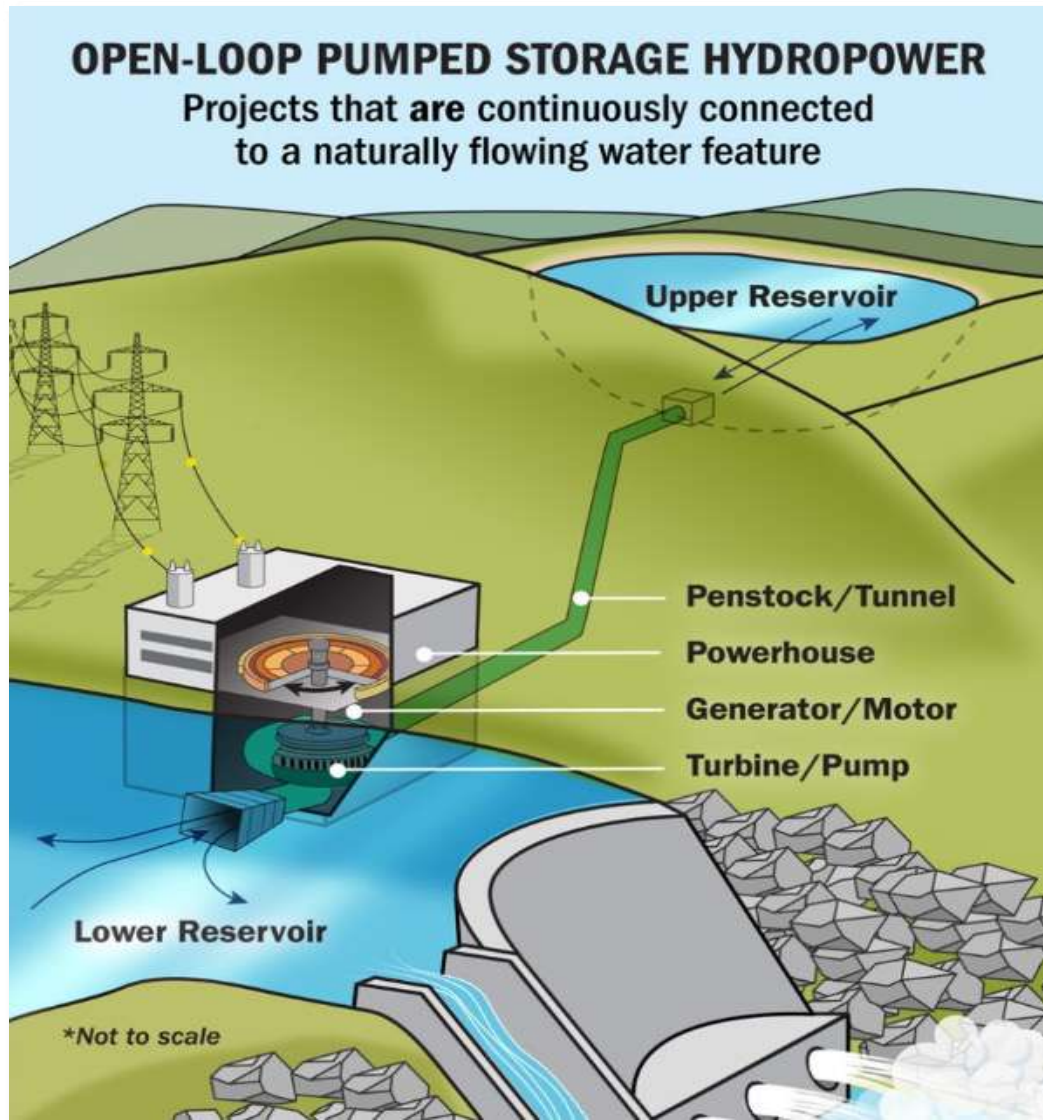 OPEN-LOOP PUMPED STORAGE HYDROPOWER
Projects that are continuously connected
to a naturally flowing water feature
Upper Reservoir
Penstock/Tunnel
Powerhouse
Generator/Motor
Turbine/Pump
Lower Reservoir
*Not to scale